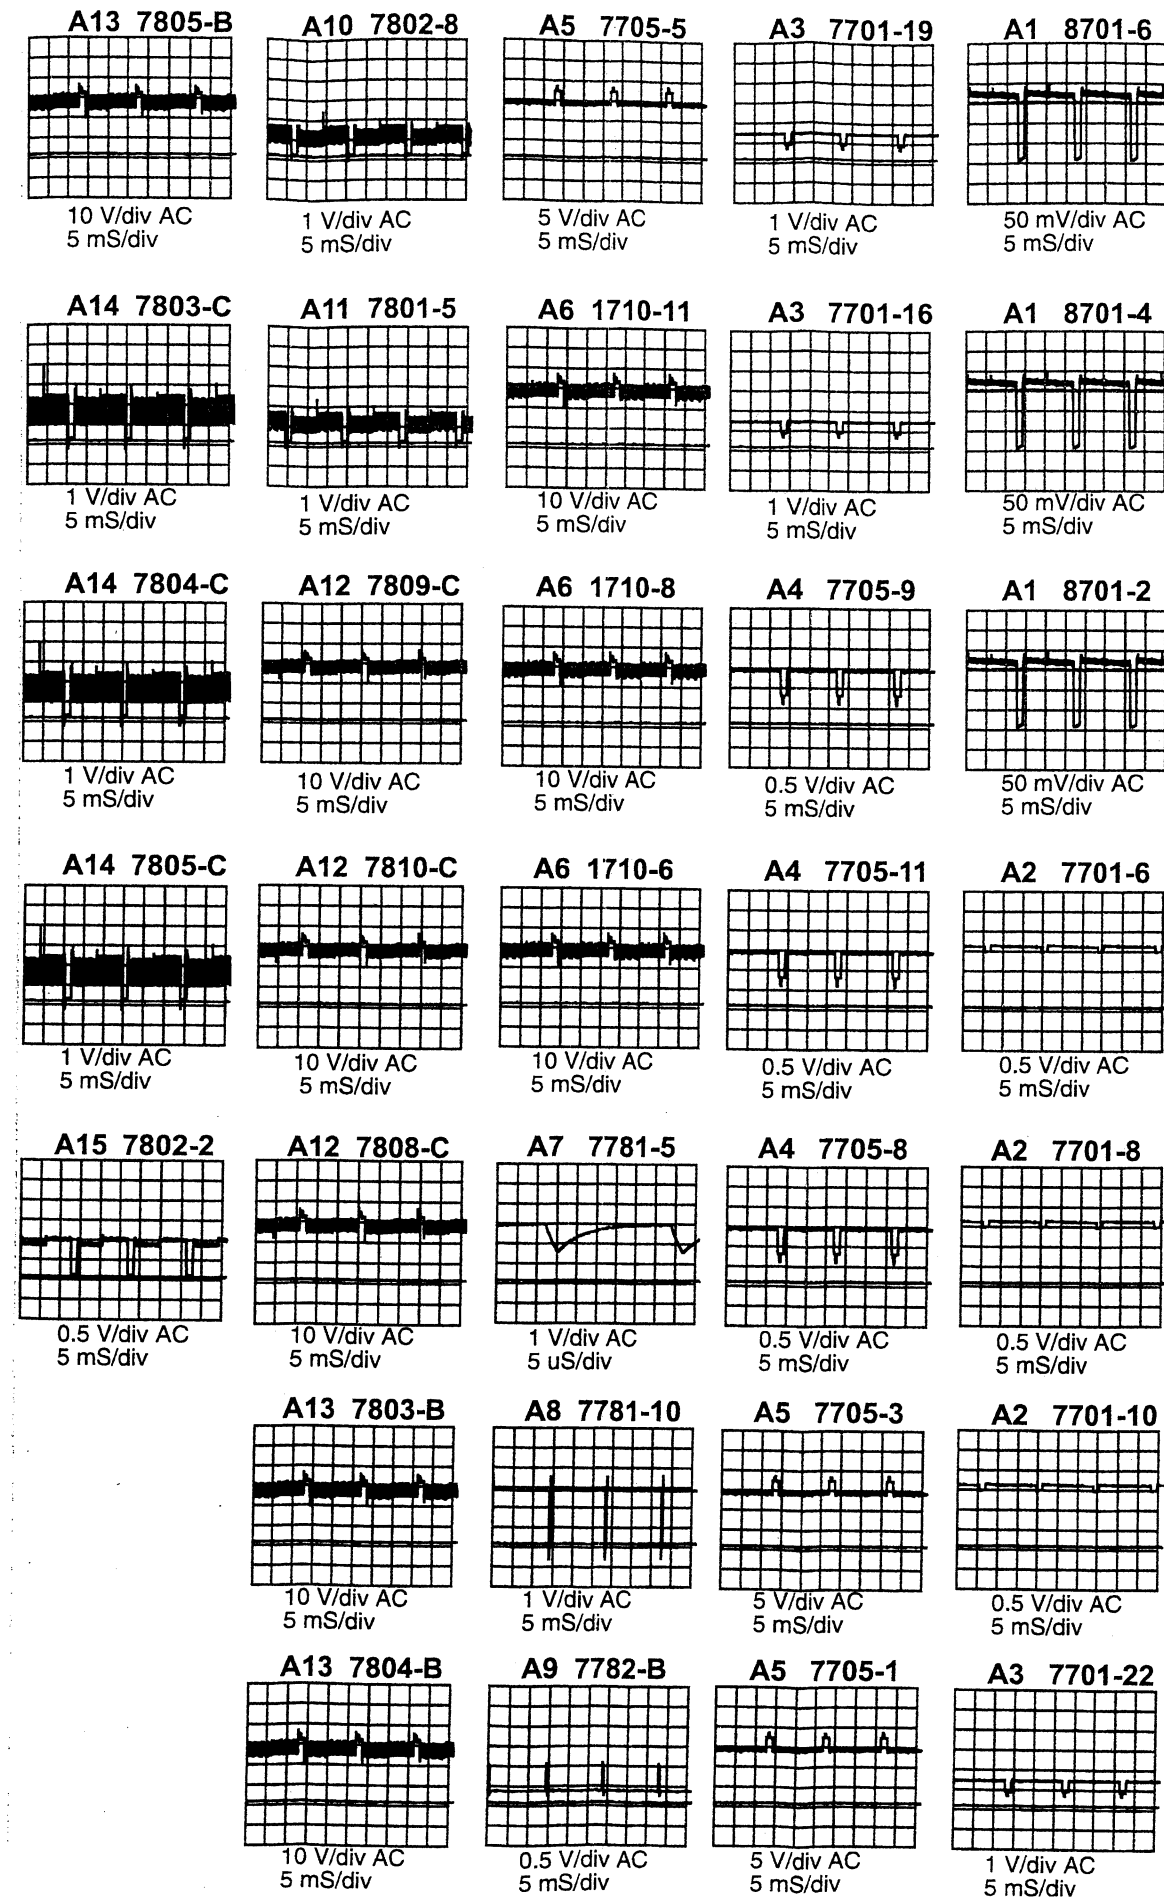 A13 7805-B
10 V/div AC
5 mS/div
A10 7802-8
1 V/div AC
5 mS/div
A5 7705-5
5 V/div AC
5 mS/div
A3 7701-19
1 V/div AC
5 mS/div
A1 8701-6
50 mV/div AC
5 mS/div
A14 7803-C
1 V/div AC
5 mS/div
A11 7801-5
1 V/div AC
5 mS/div
A6 1710-11
10 V/div AC
5 mS/div
A3 7701-16
1 V/div AC
5 mS/div
A1 8701-4
50 mV/div AC
5 mS/div
A14 7804-C
1 V/div AC
5 mS/div
A12 7809-C
10 V/div AC
5 mS/div
A6 1710-8
10 V/div AC
5 mS/div
A4 7705-9
0.5 V/div AC
5 mS/div
A1 8701-2
50 mV/div AC
5 mS/div
A14 7805-C
1 V/div AC
5 mS/div
A12 7810-C
10 V/div AC
5 mS/div
A6 1710-6
10 V/div AC
5 mS/div
A4 7705-11
0.5 V/div AC
5 mS/div
A2 7701-6
0.5 V/div AC
5 mS/div
A15 7802-2
0.5 V/div AC
5 mS/div
A12 7808-C
10 V/div AC
5 mS/div
A7 7781-5
1 V/div AC
5 uS/div
A4 7705-8
0.5 V/div AC
5 mS/div
A2 7701-8
0.5 V/div AC
5 mS/div
A13 7803-B
10 V/div AC
5 mS/div
A8 7781-10
1 V/div AC
5 mS/div
A5 7705-3
5 V/div AC
5 mS/div
A2 7701-10
0.5 V/div AC
5 mS/div
A13 7804-B
10 V/div AC
5 mS/div
A9 7782-B
0.5 V/div AC
5 mS/div
A5 7705-1
5 V/div AC
5 mS/div
A3 7701-22
1 V/div AC
5 mS/div